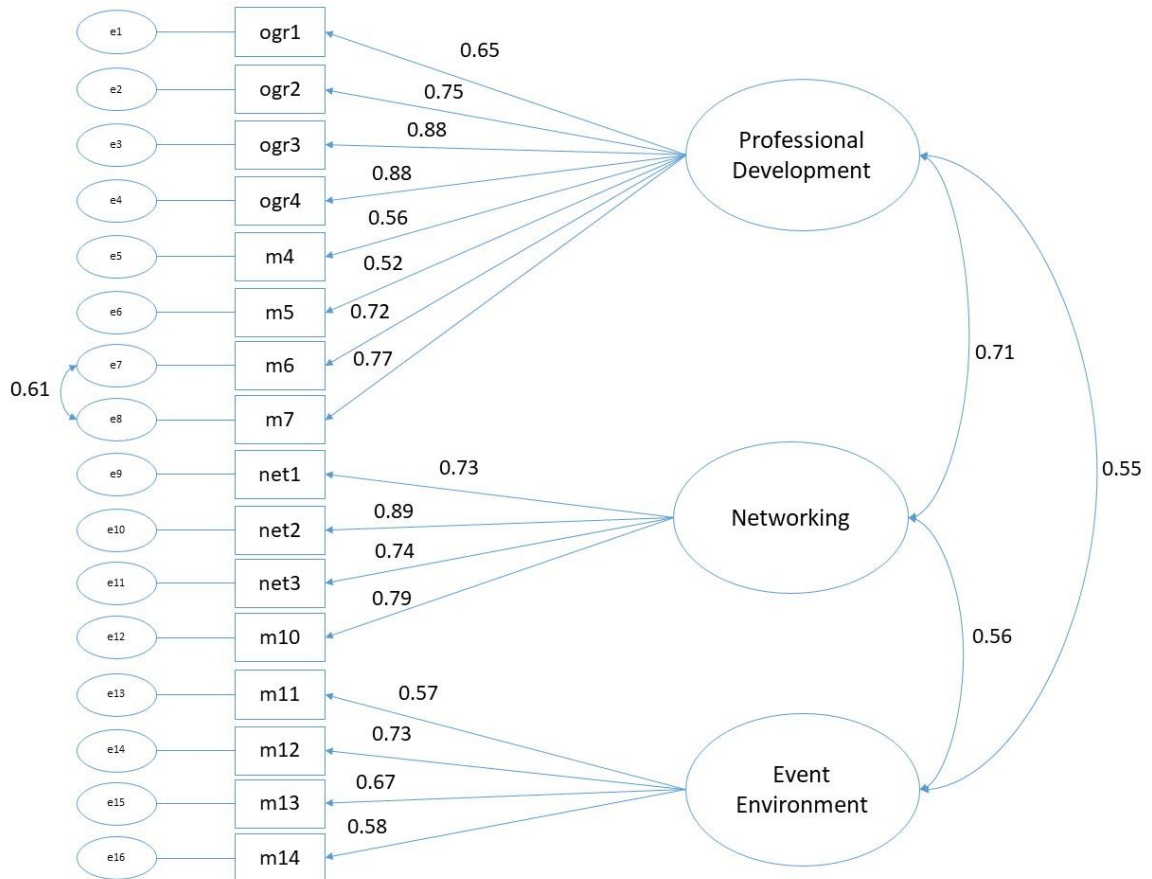 e1
ogr1
0.65
e2
ogr2
0.75
e3
ogr3
0.88
e4
ogr4
0.88
e5
m4
0.56
e6
m5
0.52
e7
m6
0.72
e8
m7
0.77
0.61
Professional
Development
e9
net1
0.73
e10
net2
0.89
e11
net3
0.74
e12
m10
0.79
Networking
0.71
0.55
0.56
e13
m11
0.57
e14
m12
0.73
e15
m13
0.67
e16
m14
0.58
Event
Environment